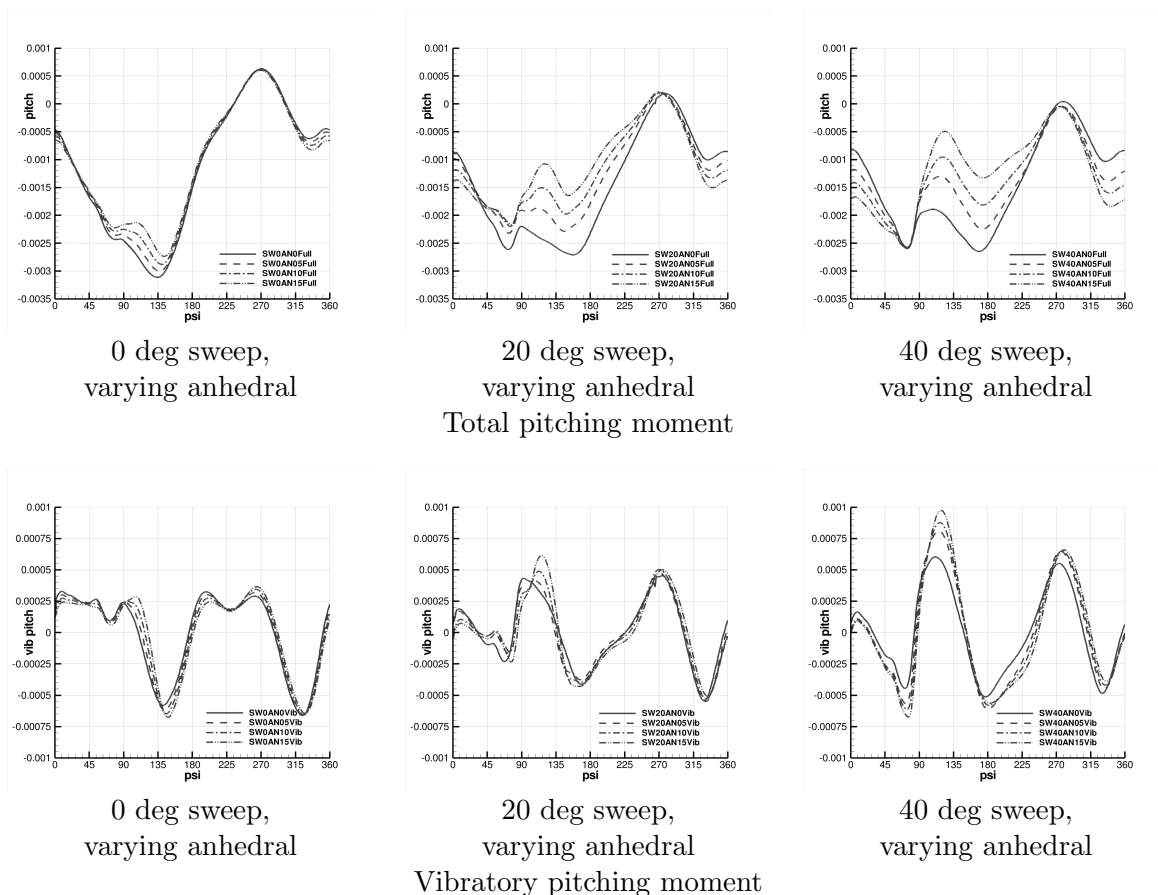 0.001
0.0005
0
-0.0005
-0.001
-0.0015
-0.002
-0.0025
-0.003
-0.0035
pitch
0 45 90 135 180 225 270 315 360
psi
SW0AN0Full
SW0AN05Full
SW0AN10Full
SW0AN15Full
0 deg sweep,
varying anhedral
0.001
0.0005
0
-0.0005
-0.001
-0.0015
-0.002
-0.0025
-0.003
-0.0035
pitch
0 45 90 135 180 225 270 315 360
psi
SW20AN0Full
SW20AN05Full
SW20AN10Full
SW20AN15Full
20 deg sweep,
varying anhedral
0.001
0.0005
0
-0.0005
-0.001
-0.0015
-0.002
-0.0025
-0.003
-0.0035
pitch
0 45 90 135 180 225 270 315 360
psi
SW40AN0Full
SW40AN05Full
SW40AN10Full
SW40AN15Full
40 deg sweep,
varying anhedral
Total pitching moment
0.001
0.00075
0.0005
0.00025
0
-0.00025
-0.0005
-0.00075
-0.001
vib pitch
0 45 90 135 180 225 270 315 360
psi
SW0AN0Vib
SW0AN05Vib
SW0AN10Vib
SW0AN15Vib
0 deg sweep,
varying anhedral
0.001
0.00075
0.0005
0.00025
0
-0.00025
-0.0005
-0.00075
-0.001
vib pitch
0 45 90 135 180 225 270 315 360
psi
SW20AN0Vib
SW20AN05Vib
SW20AN10Vib
SW20AN15Vib
20 deg sweep,
varying anhedral
0.001
0.00075
0.0005
0.00025
0
-0.00025
-0.0005
-0.00075
-0.001
vib pitch
0 45 90 135 180 225 270 315 360
psi
SW40AN0Vib
SW40AN05Vib
SW40AN10Vib
SW40AN15Vib
40 deg sweep,
varying anhedral
Vibratory pitching moment